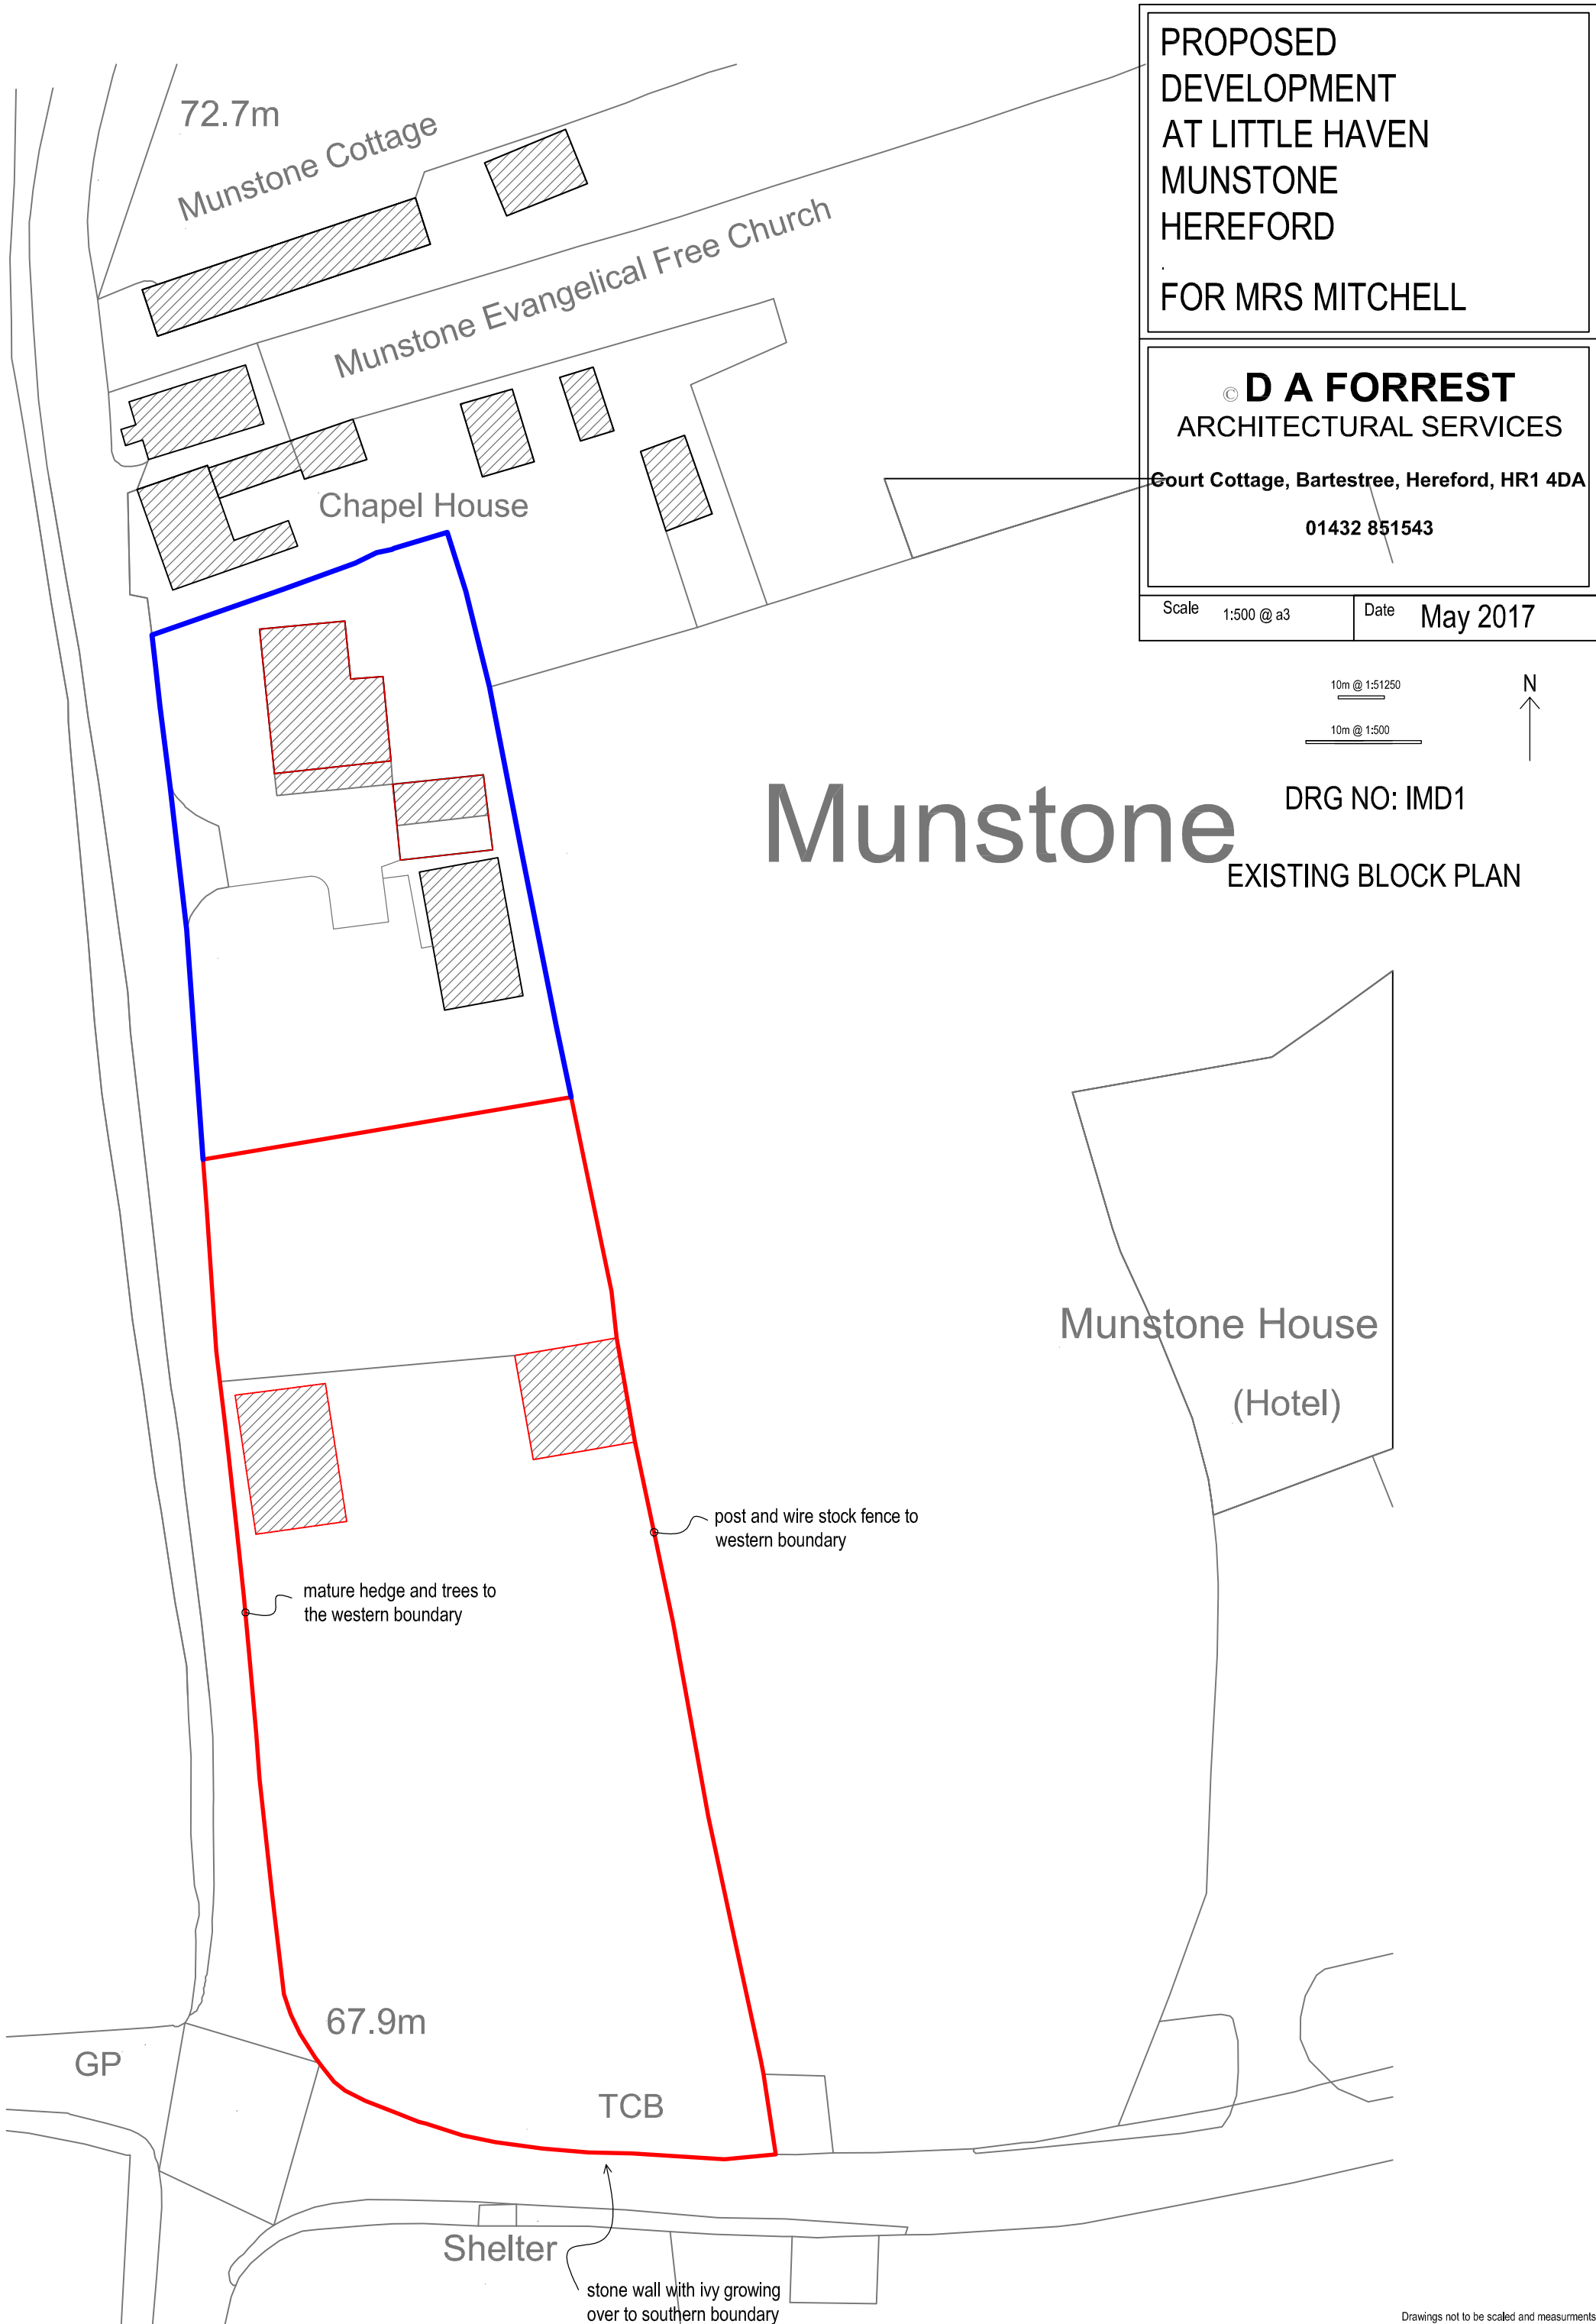 PROPOSED
DEVELOPMENT
AT LITTLE HAVEN
MUNSTONE
HEREFORD
.
FOR MRS MITCHELL
© D A FORREST
ARCHITECTURAL SERVICES
Court Cottage, Bartestree, Hereford, HR1 4DA
01432 851543
Scale 1:500 @ a3
Date May 2017
10m @ 1:51250
N
10m @ 1:500
DRG NO: IMD1
EXISTING BLOCK PLAN
72.7m
Munstone Cottage
Munstone Evangelical Free Church
Chapel House
Munstone
Munstone House
(Hotel)
post and wire stock fence to
western boundary
mature hedge and trees to
the western boundary
67.9m
GP
TCB
Shelter
stone wall with ivy growing
over to southern boundary
Drawings not to be scaled and measurments